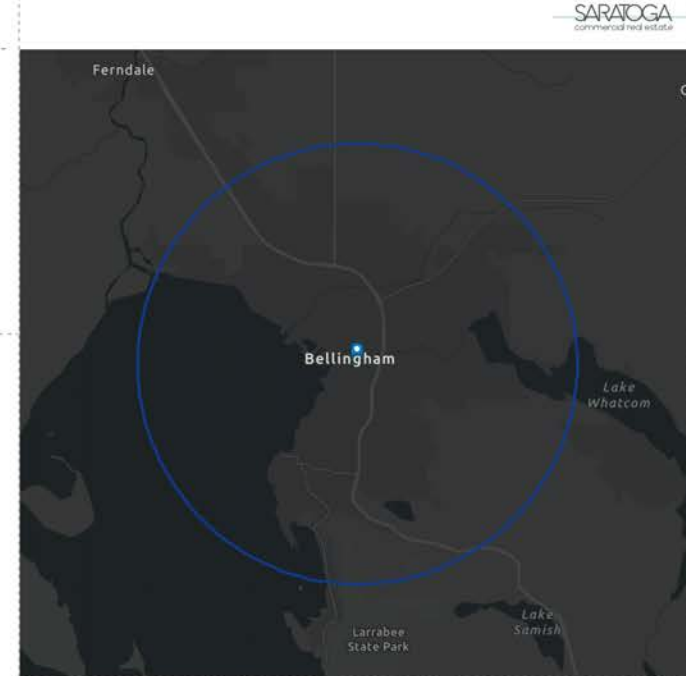 SARATOGA
commercial real estate
Ferndale
Bellingham
Lake
Whatcom
Lake
Samish
Larrabee
State Park